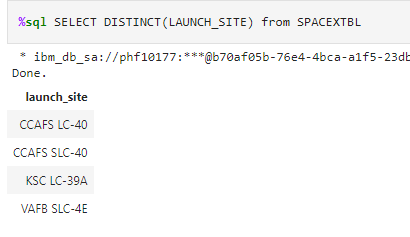 %sql SELECT DISTINCT(LAUNCH_SITE) from SPACEXTBL
* ibm_db_sa://phf10177:***@b70af05b-76e4-4bca-a1f5-23db
Done.
launch_site
CCAFS LC-40
CCAFS SLC-40
KSC LC-39A
VAFB SLC-4E